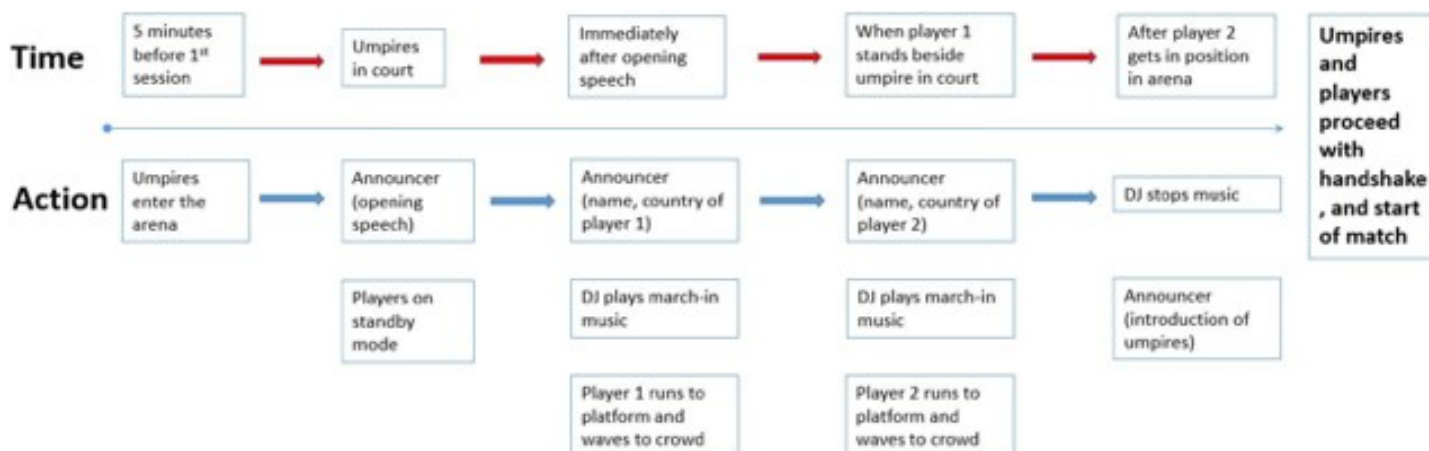 Time
5 minutes
before 1st
session
Umpires
in court
Immediately
after opening
speech
When player 1
stands beside
umpire in court
After player 2
gets in position
in arena
Umpires
and
players
proceed
with
handshake
, and start
of match
Action
Umpires
enter the
arena
Announcer
(opening
speech)
Announcer
(name, country of
player 1)
Announcer
(name, country of
player 2)
DJ stops music
Players on
standby
mode
DJ plays march-in
music
DJ plays march-in
music
Announcer
(introduction of
umpires)
Player 1 runs to
platform and
waves to crowd
Player 2 runs to
platform and
waves to crowd